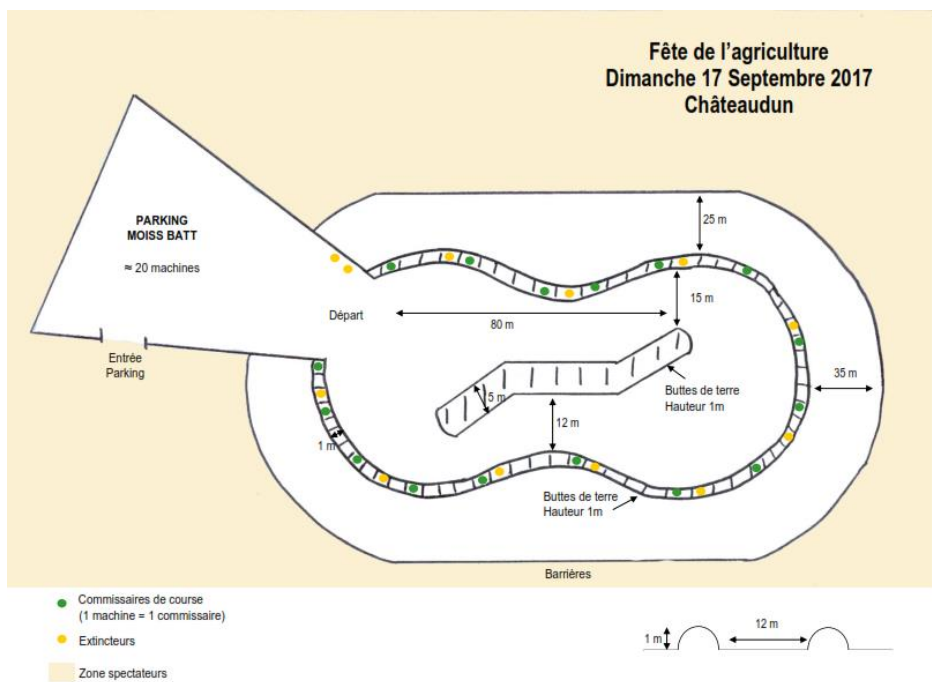 Fête de l'agriculture
Dimanche 17 Septembre 2017
Châteaudun
PARKING
MOISS BATT
≈ 20 machines
25 m
Départ
80 m
15 m
Entrée
Parking
35 m
Buttes de terre
Hauteur 1m
5 m
12 m
1 m
Buttes de terre
Hauteur 1m
Barrières
Commissaires de course
(1 machine = 1 commissaire)
Extincteurs
Zone spectateurs
1 m
12 m